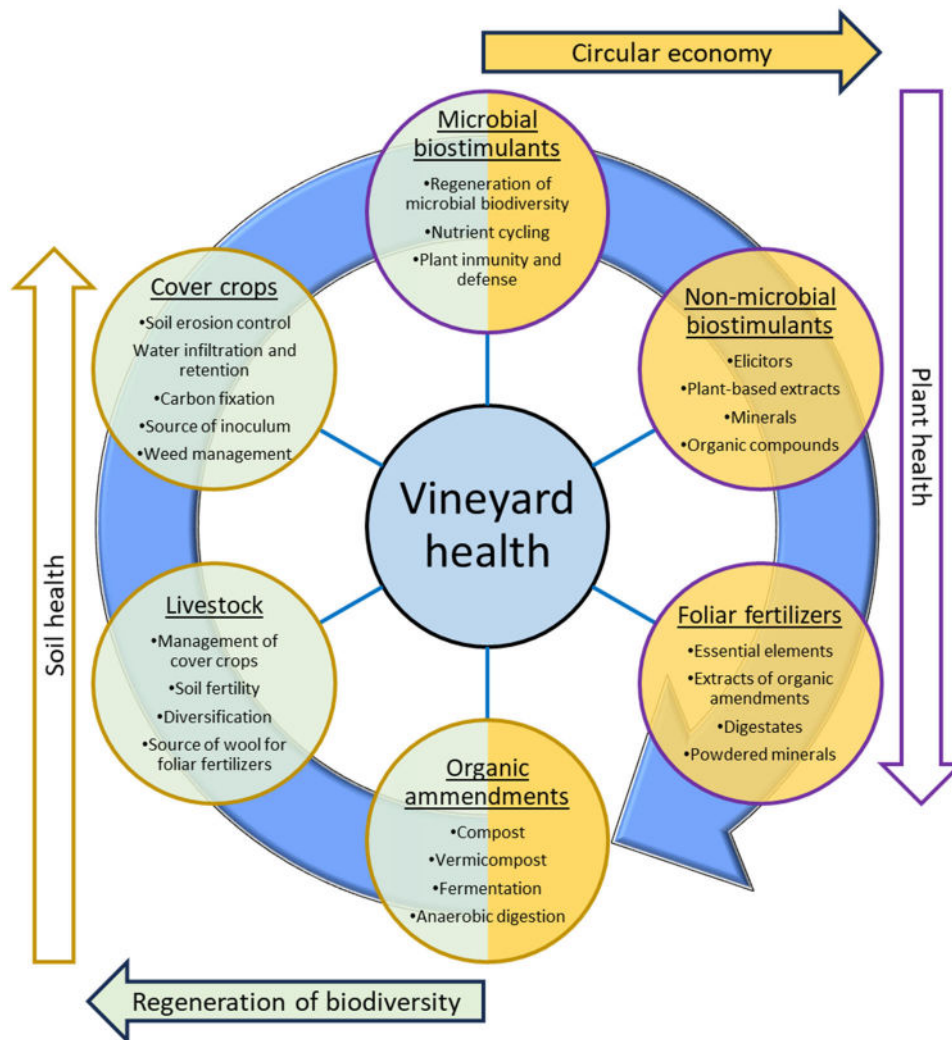 Circular economy
Microbial
biostimulants
•Regeneration of
microbial biodiversity
•Nutrient cycling
•Plant inmunity and
defense
Non-microbial
biostimulants
•Elicitors
•Plant-based extracts
•Minerals
•Organic compounds
Plant health
Foliar fertilizers
•Essential elements
•Extracts of organic
amendments
•Digestates
•Powdered minerals
Organic
ammendments
•Compost
•Vermicompost
•Fermentation
•Anaerobic digestion
Regeneration of biodiversity
Livestock
•Management of
cover crops
•Soil fertility
•Diversification
•Source of wool for
foliar fertilizers
Soil health
Cover crops
•Soil erosion control
Water infiltration and
retention
•Carbon fixation
•Source of inoculum
•Weed management
Vineyard
health